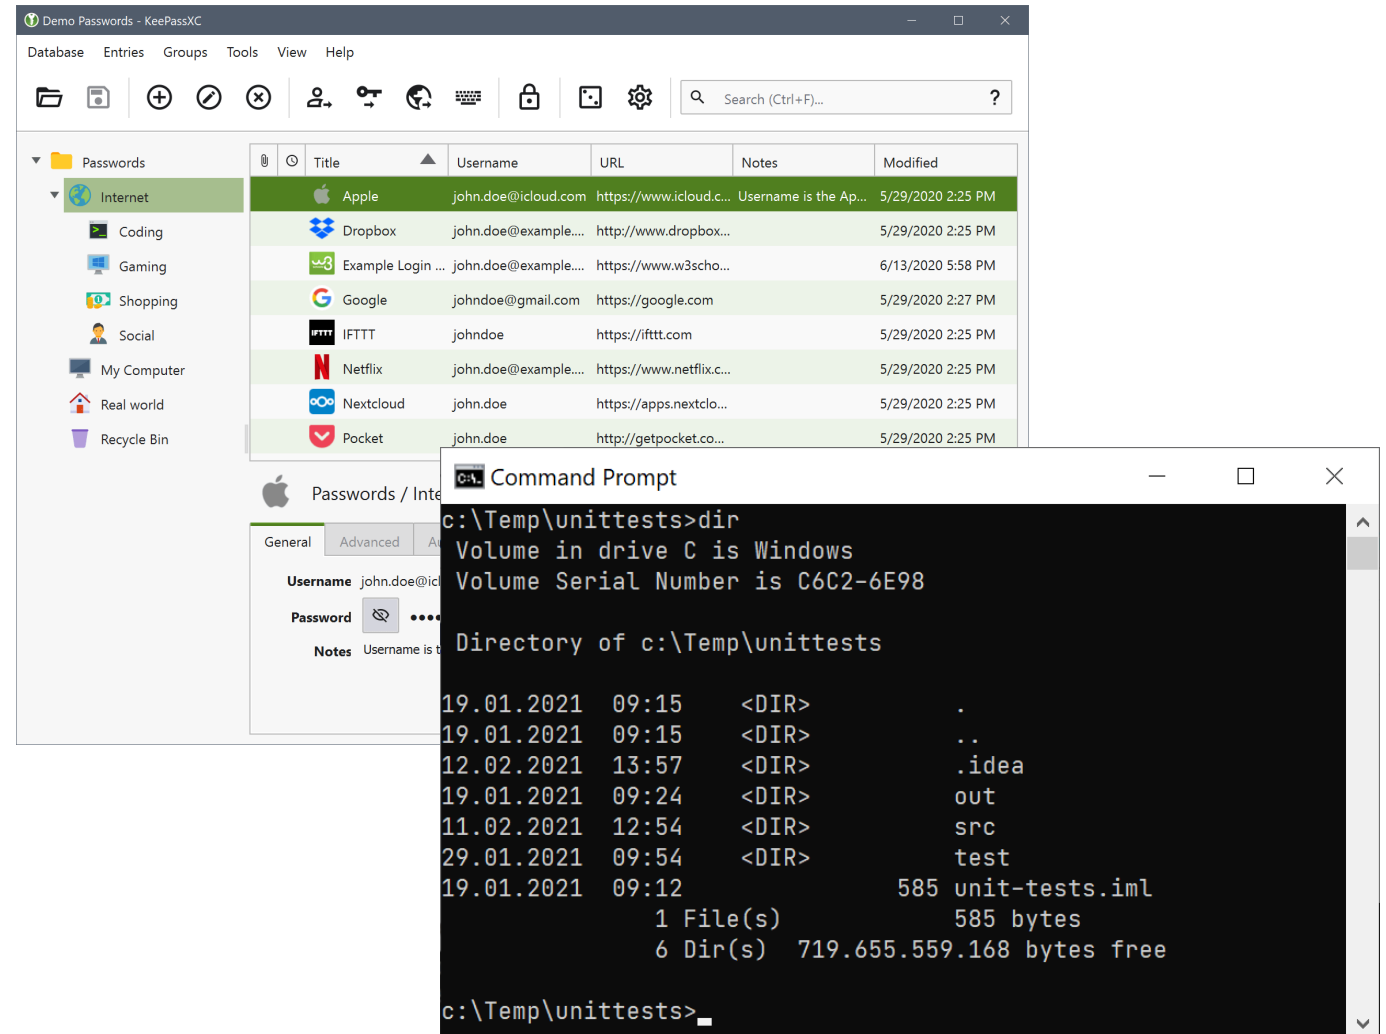 Demo Passwords - KeePassXC
Database Entries Groups Tools View Help
Search (Ctrl+F)... ?
Passwords
Internet
Coding
Gaming
Shopping
Social
My Computer
Real world
Recycle Bin
Title Username URL Notes Modified
Apple john.doe@icloud.com https://www.icloud.c... Username is the Ap... 5/29/2020 2:25 PM
Dropbox john.doe@example.... http://www.dropbox... 5/29/2020 2:25 PM
W3 Example Login ... john.doe@example.... https://www.w3scho... 6/13/2020 5:58 PM
Google johndoe@gmail.com https://google.com 5/29/2020 2:27 PM
IFTTT IFTTT johndoe https://ifttt.com 5/29/2020 2:25 PM
Netflix john.doe@example.... https://www.netflix.c... 5/29/2020 2:25 PM
Nextcloud john.doe https://apps.nextclo... 5/29/2020 2:25 PM
Pocket john.doe http://getpocket.co... 5/29/2020 2:25 PM
Passwords / Inte
General Advanced Au
Username john.doe@icl
Password ••••
Notes Username is t
C:\. Command Prompt
c:\Temp\unittests>dir
Volume in drive C is Windows
Volume Serial Number is C6C2-6E98
Directory of c:\Temp\unittests
19.01.2021 09:15 <DIR> .
19.01.2021 09:15 <DIR> ..
12.02.2021 13:57 <DIR> .idea
19.01.2021 09:24 <DIR> out
11.02.2021 12:54 <DIR> src
29.01.2021 09:54 <DIR> test
19.01.2021 09:12 585 unit-tests.iml
1 File(s) 585 bytes
6 Dir(s) 719.655.559.168 bytes free
c:\Temp\unittests>_